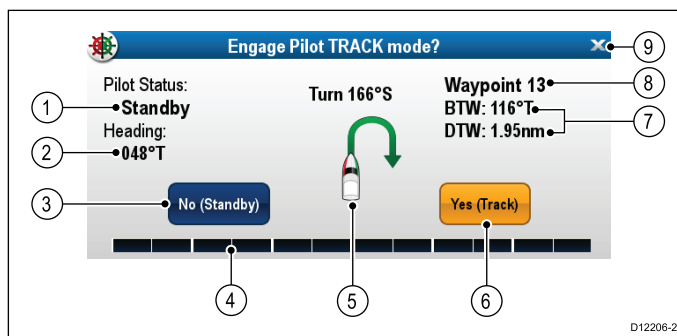 Engage Pilot TRACK mode?
9
Pilot Status:
Standby
1
Heading:
048°T
2
Turn 166°S
Waypoint 13
8
BTW: 116°T
DTW: 1.95nm
7
3
No (Standby)
Yes (Track)
4
5
6
D12206-2